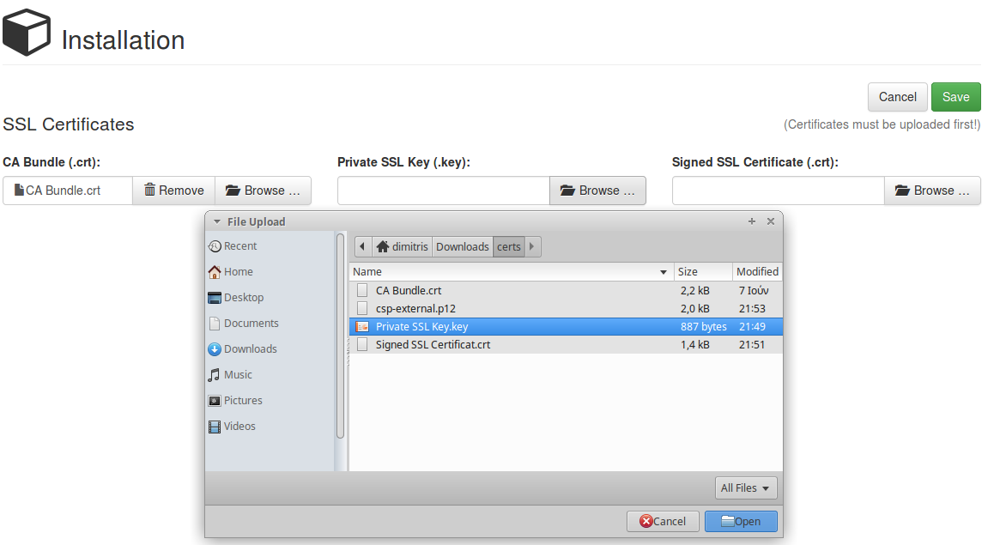 Installation
Cancel Save
SSL Certificates (Certificates must be uploaded first!)
CA Bundle (.crt): Private SSL Key (.key): Signed SSL Certificate (.crt):
CA Bundle.crt Remove Browse ... Browse ... Browse ...
File Upload
Recent dimitris Downloads certs
Home Name Size Modified
CA Bundle.crt 2,2 kB 7 Ιούν
Desktop csp-external.p12 2,0 kB 21:53
Documents Private SSL Key.key 887 bytes 21:49
Downloads Signed SSL Certificat.crt 1,4 kB 21:51
Music
Pictures
Videos
All Files
Cancel Open